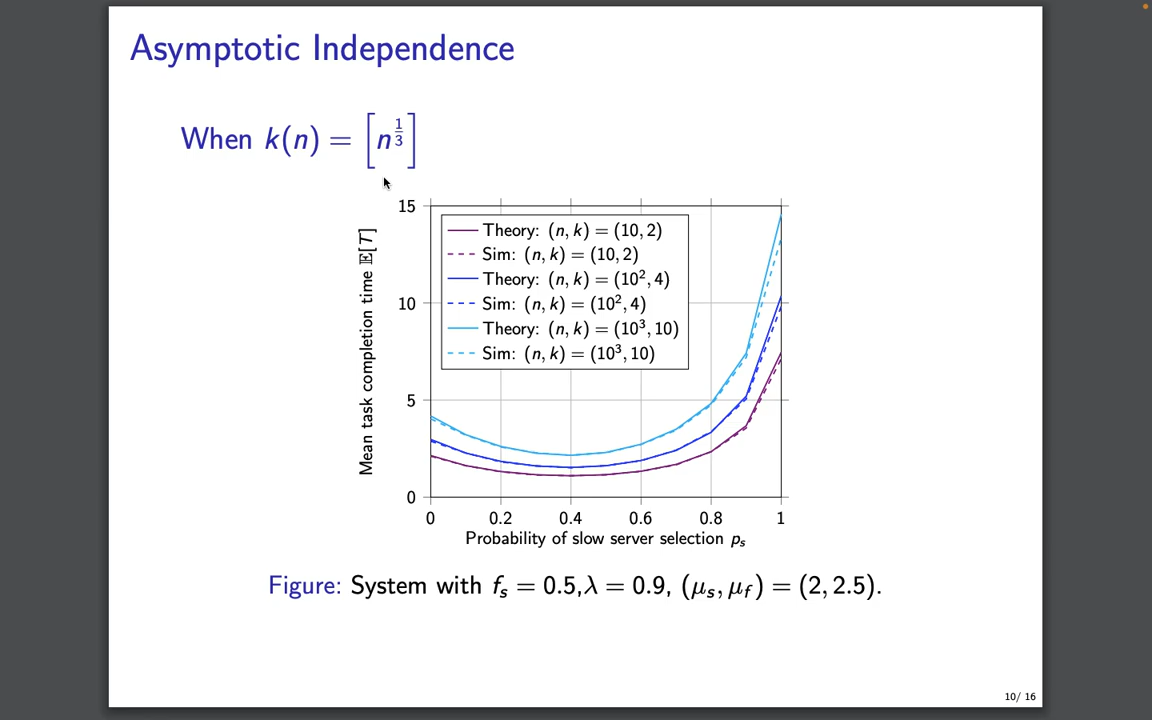 Asymptotic Independence
When k(n) = [n^{1/3}]
Theory: (n, k) = (10, 2)
Sim: (n, k) = (10, 2)
Theory: (n, k) = (10², 4)
Sim: (n, k) = (10², 4)
Theory: (n, k) = (10³, 10)
Sim: (n, k) = (10³, 10)
Mean task completion time 𝔼[T]
15
10
5
0
0 0.2 0.4 0.6 0.8 1
Probability of slow server selection pₛ
Figure: System with fₛ = 0.5,λ = 0.9, (μₛ, μ_f) = (2, 2.5).
10/ 16